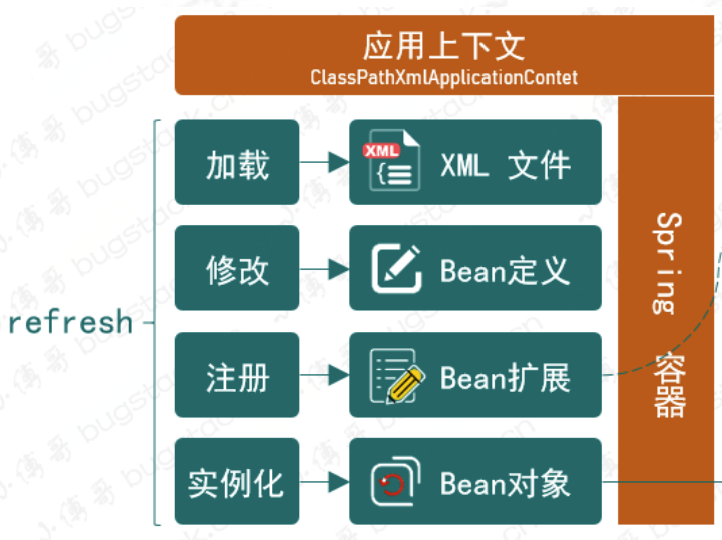 应用上下文
ClassPathXmlApplicationContet
加载
XML
XML 文件
修改
Bean定义
refresh
注册
Bean扩展
实例化
Bean对象
Spring 容器